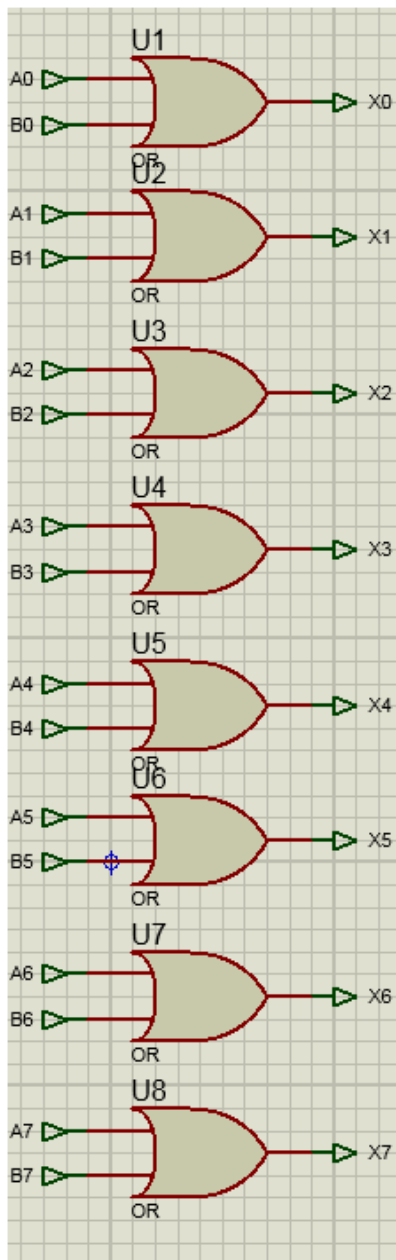 U1
A0
X0
B0
OR
U2
A1
X1
B1
OR
U3
A2
X2
B2
OR
U4
A3
X3
B3
OR
U5
A4
X4
B4
OR
U6
A5
X5
B5
OR
U7
A6
X6
B6
OR
U8
A7
X7
B7
OR